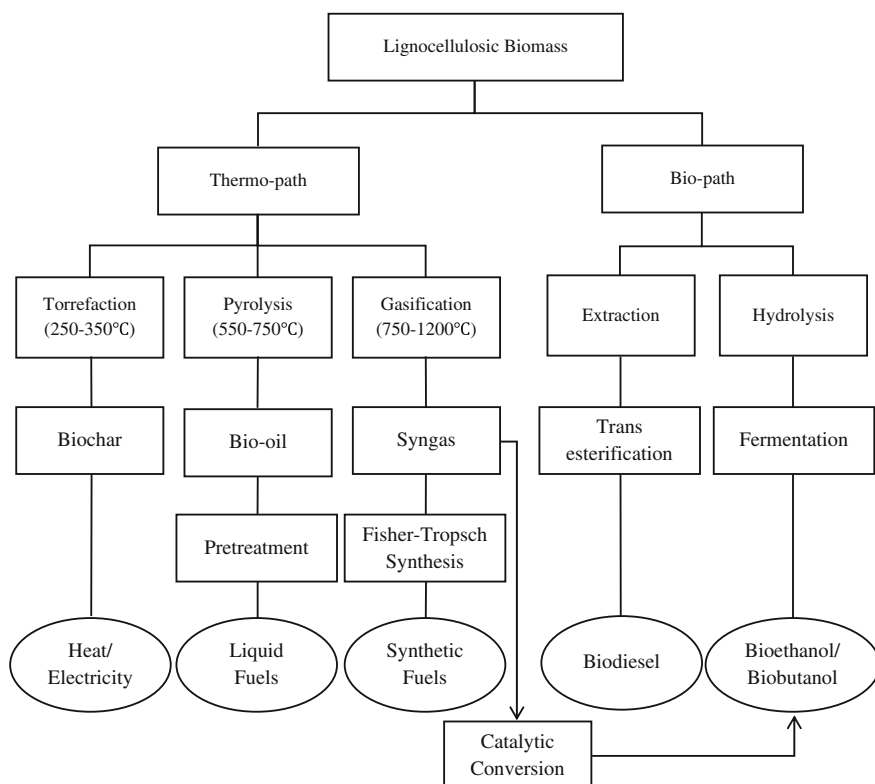 Lignocellulosic Biomass
Thermo-path
Bio-path
Torrefaction
(250-350℃)
Pyrolysis
(550-750℃)
Gasification
(750-1200℃)
Extraction
Hydrolysis
Biochar
Bio-oil
Syngas
Trans
esterification
Fermentation
Pretreatment
Fisher-Tropsch
Synthesis
Heat/
Electricity
Liquid
Fuels
Synthetic
Fuels
Biodiesel
Bioethanol/
Biobutanol
Catalytic
Conversion